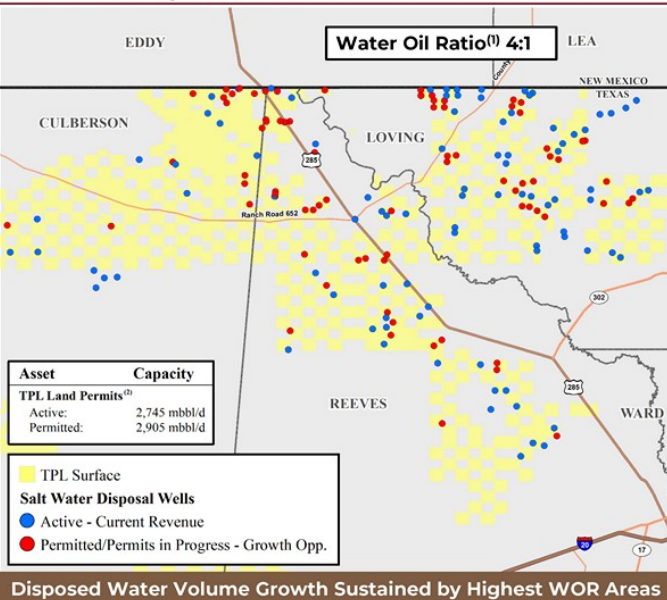 EDDY
Water Oil Ratio(1) 4:1
LEA
County
NEW MEXICO
TEXAS
CULBERSON
LOVING
285
Ranch Road 652
302
Asset Capacity
TPL Land Permits(2)
Active: 2,745 mbbl/d
Permitted: 2,905 mbbl/d
REEVES
285
WARD
TPL Surface
Salt Water Disposal Wells
Active - Current Revenue
Permitted/Permits in Progress - Growth Opp.
20
17
Disposed Water Volume Growth Sustained by Highest WOR Areas